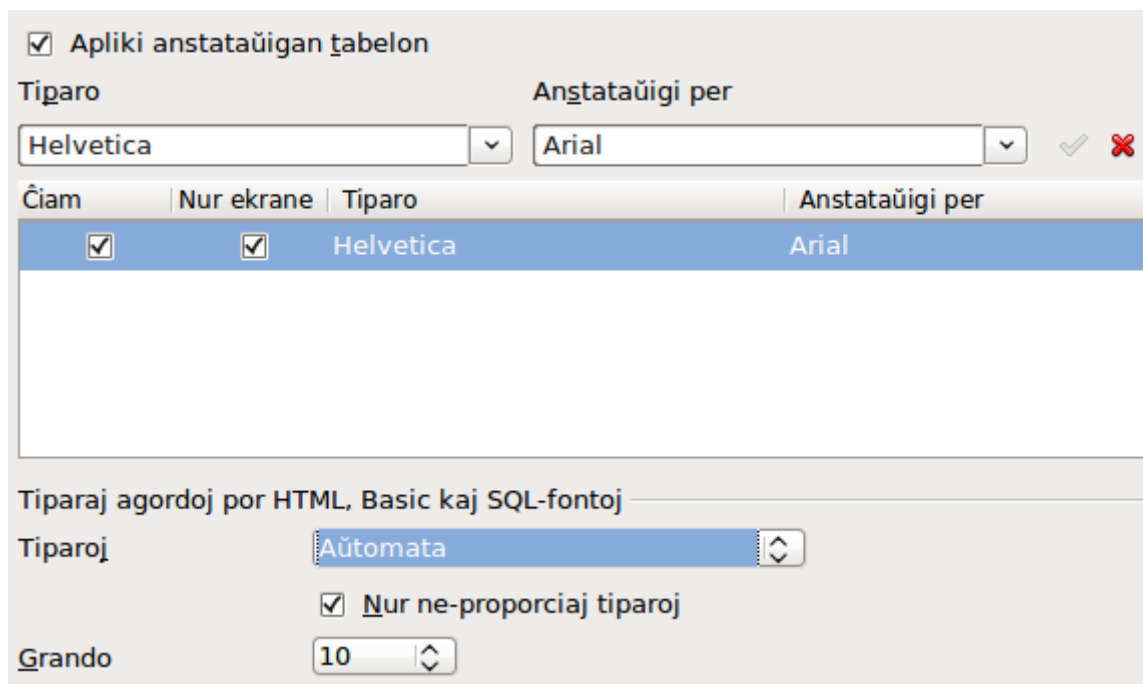 Apliki anstataŭigan tabelon
Tiparo Anstataŭigi per
Helvetica Arial
Ĉiam Nur ekrane Tiparo Anstataŭigi per
Helvetica Arial
Tiparaj agordoj por HTML, Basic kaj SQL-fontoj
Tiparoj Aŭtomata
Nur ne-proporciaj tiparoj
Grando 10